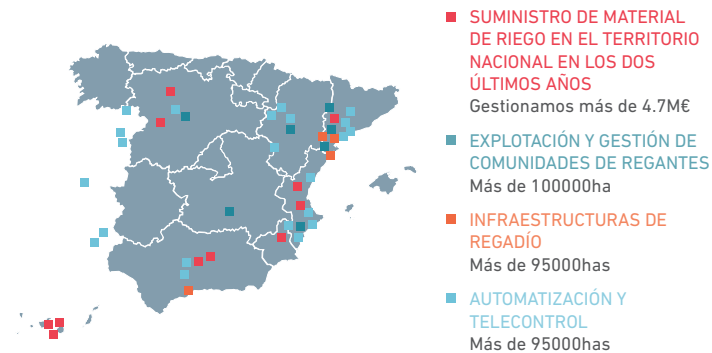 SUMINISTRO DE MATERIAL
DE RIEGO EN EL TERRITORIO
NACIONAL EN LOS DOS
ÚLTIMOS AÑOS
Gestionamos más de 4.7M€
EXPLOTACIÓN Y GESTIÓN DE
COMUNIDADES DE REGANTES
Más de 100000ha
INFRAESTRUCTURAS DE
REGADÍO
Más de 95000has
AUTOMATIZACIÓN Y
TELECONTROL
Más de 95000has